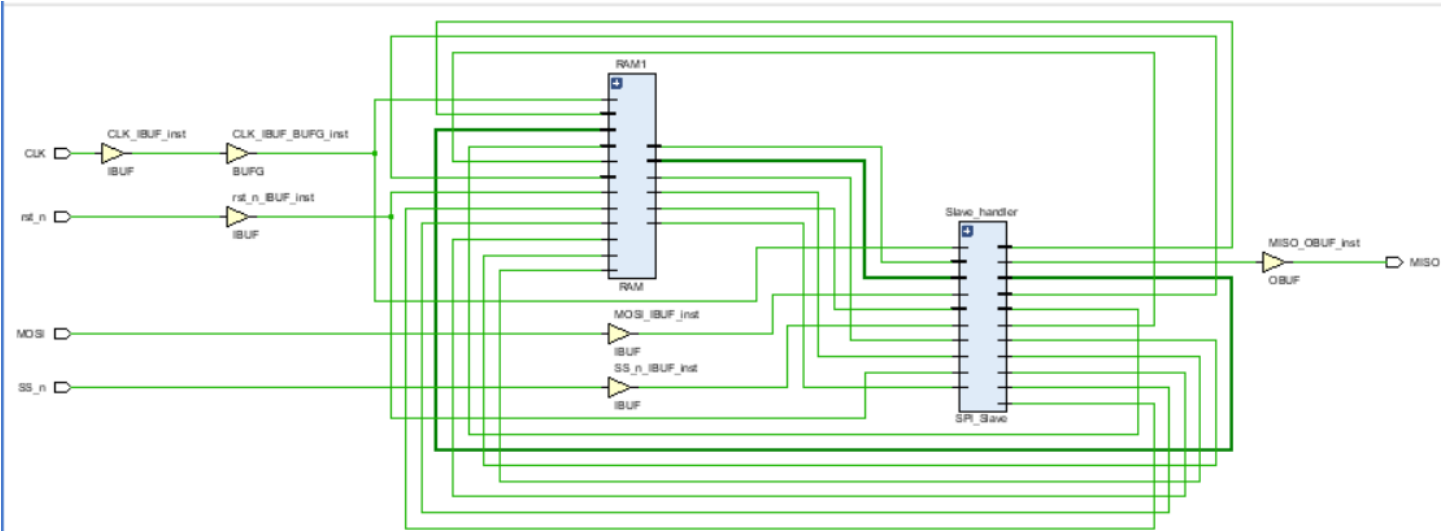 RAM1
CLK_IBUF_inst
CLK_IBUF_BUFG_inst
CLK
IBUF
BUFG
rst_n_IBUF_inst
rst_n
IBUF
Slave_handler
MISO_OBUF_inst
MISO
OBUF
RAM
MOSI_IBUF_inst
MOSI
IBUF
SS_n_IBUF_inst
SS_n
IBUF
SPI_Slave